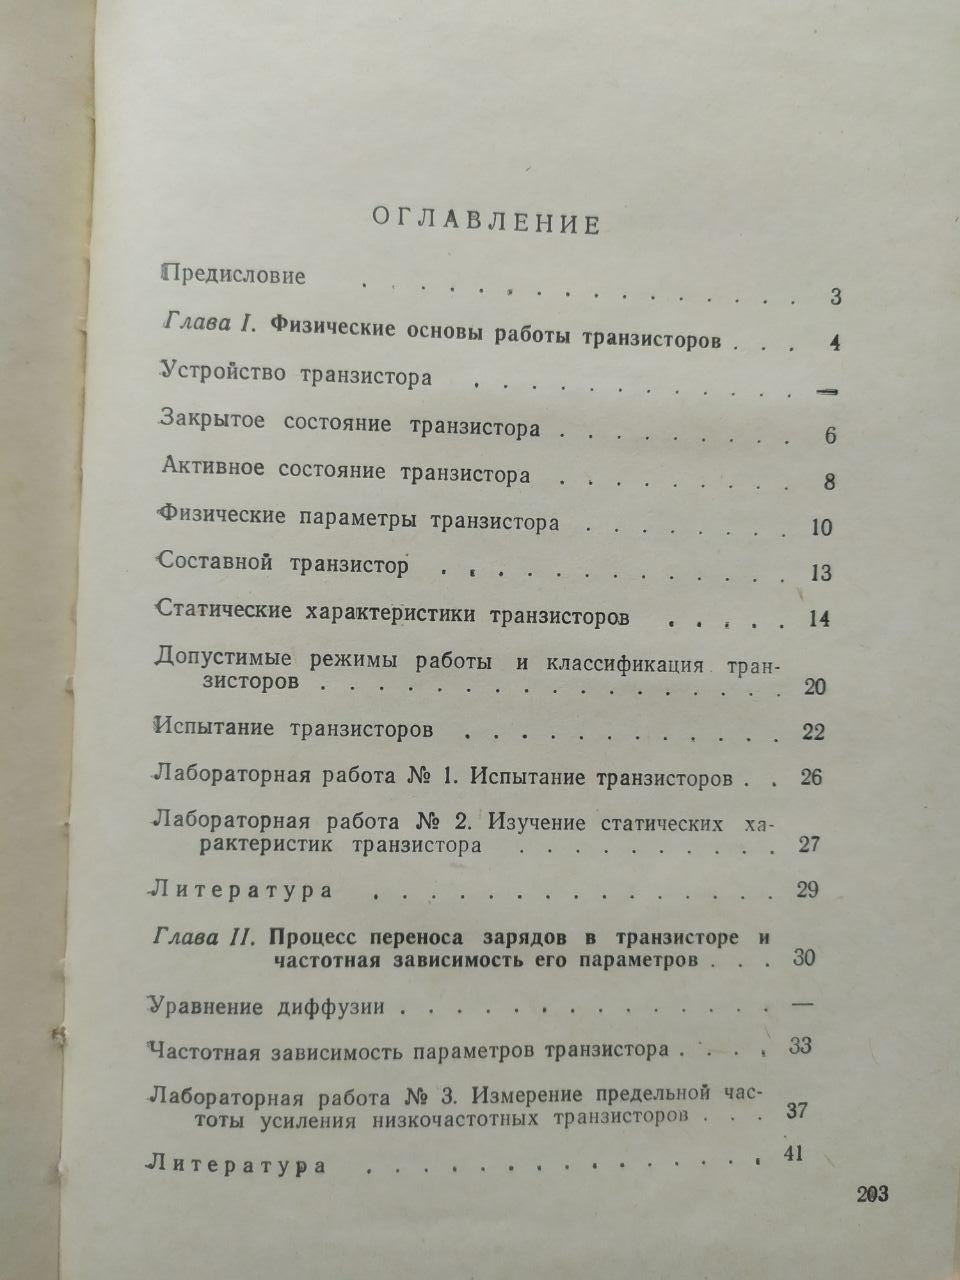 ОГЛАВЛЕНИЕ
Предисловие . . . . . . . . . . . . . . . . 3
Глава I. Физические основы работы транзисторов . . . 4
Устройство транзистора . . . . . . . . . . . . —
Закрытое состояние транзистора . . . . . . . . . 6
Активное состояние транзистора . . . . . . . . . 8
Физические параметры транзистора . . . . . . . 10
Составной транзистор . . . . . . . . . . . . . 13
Статические характеристики транзисторов . . . . . 14
Допустимые режимы работы и классификация тран-
зисторов . . . . . . . . . . . . . . . . . 20
Испытание транзисторов . . . . . . . . . . . . 22
Лабораторная работа № 1. Испытание транзисторов . . 26
Лабораторная работа № 2. Изучение статических ха-
рактеристик транзистора . . . . . . . . . . 27
Литература . . . . . . . . . . . . . . . 29
Глава II. Процесс переноса зарядов в транзисторе и
частотная зависимость его параметров . . . 30
Уравнение диффузии . . . . . . . . . . . . . . —
Частотная зависимость параметров транзистора . . . . 33
Лабораторная работа № 3. Измерение предельной час-
тоты усиления низкочастотных транзисторов . . . 37
Литература . . . . . . . . . . . . . . . 41
203